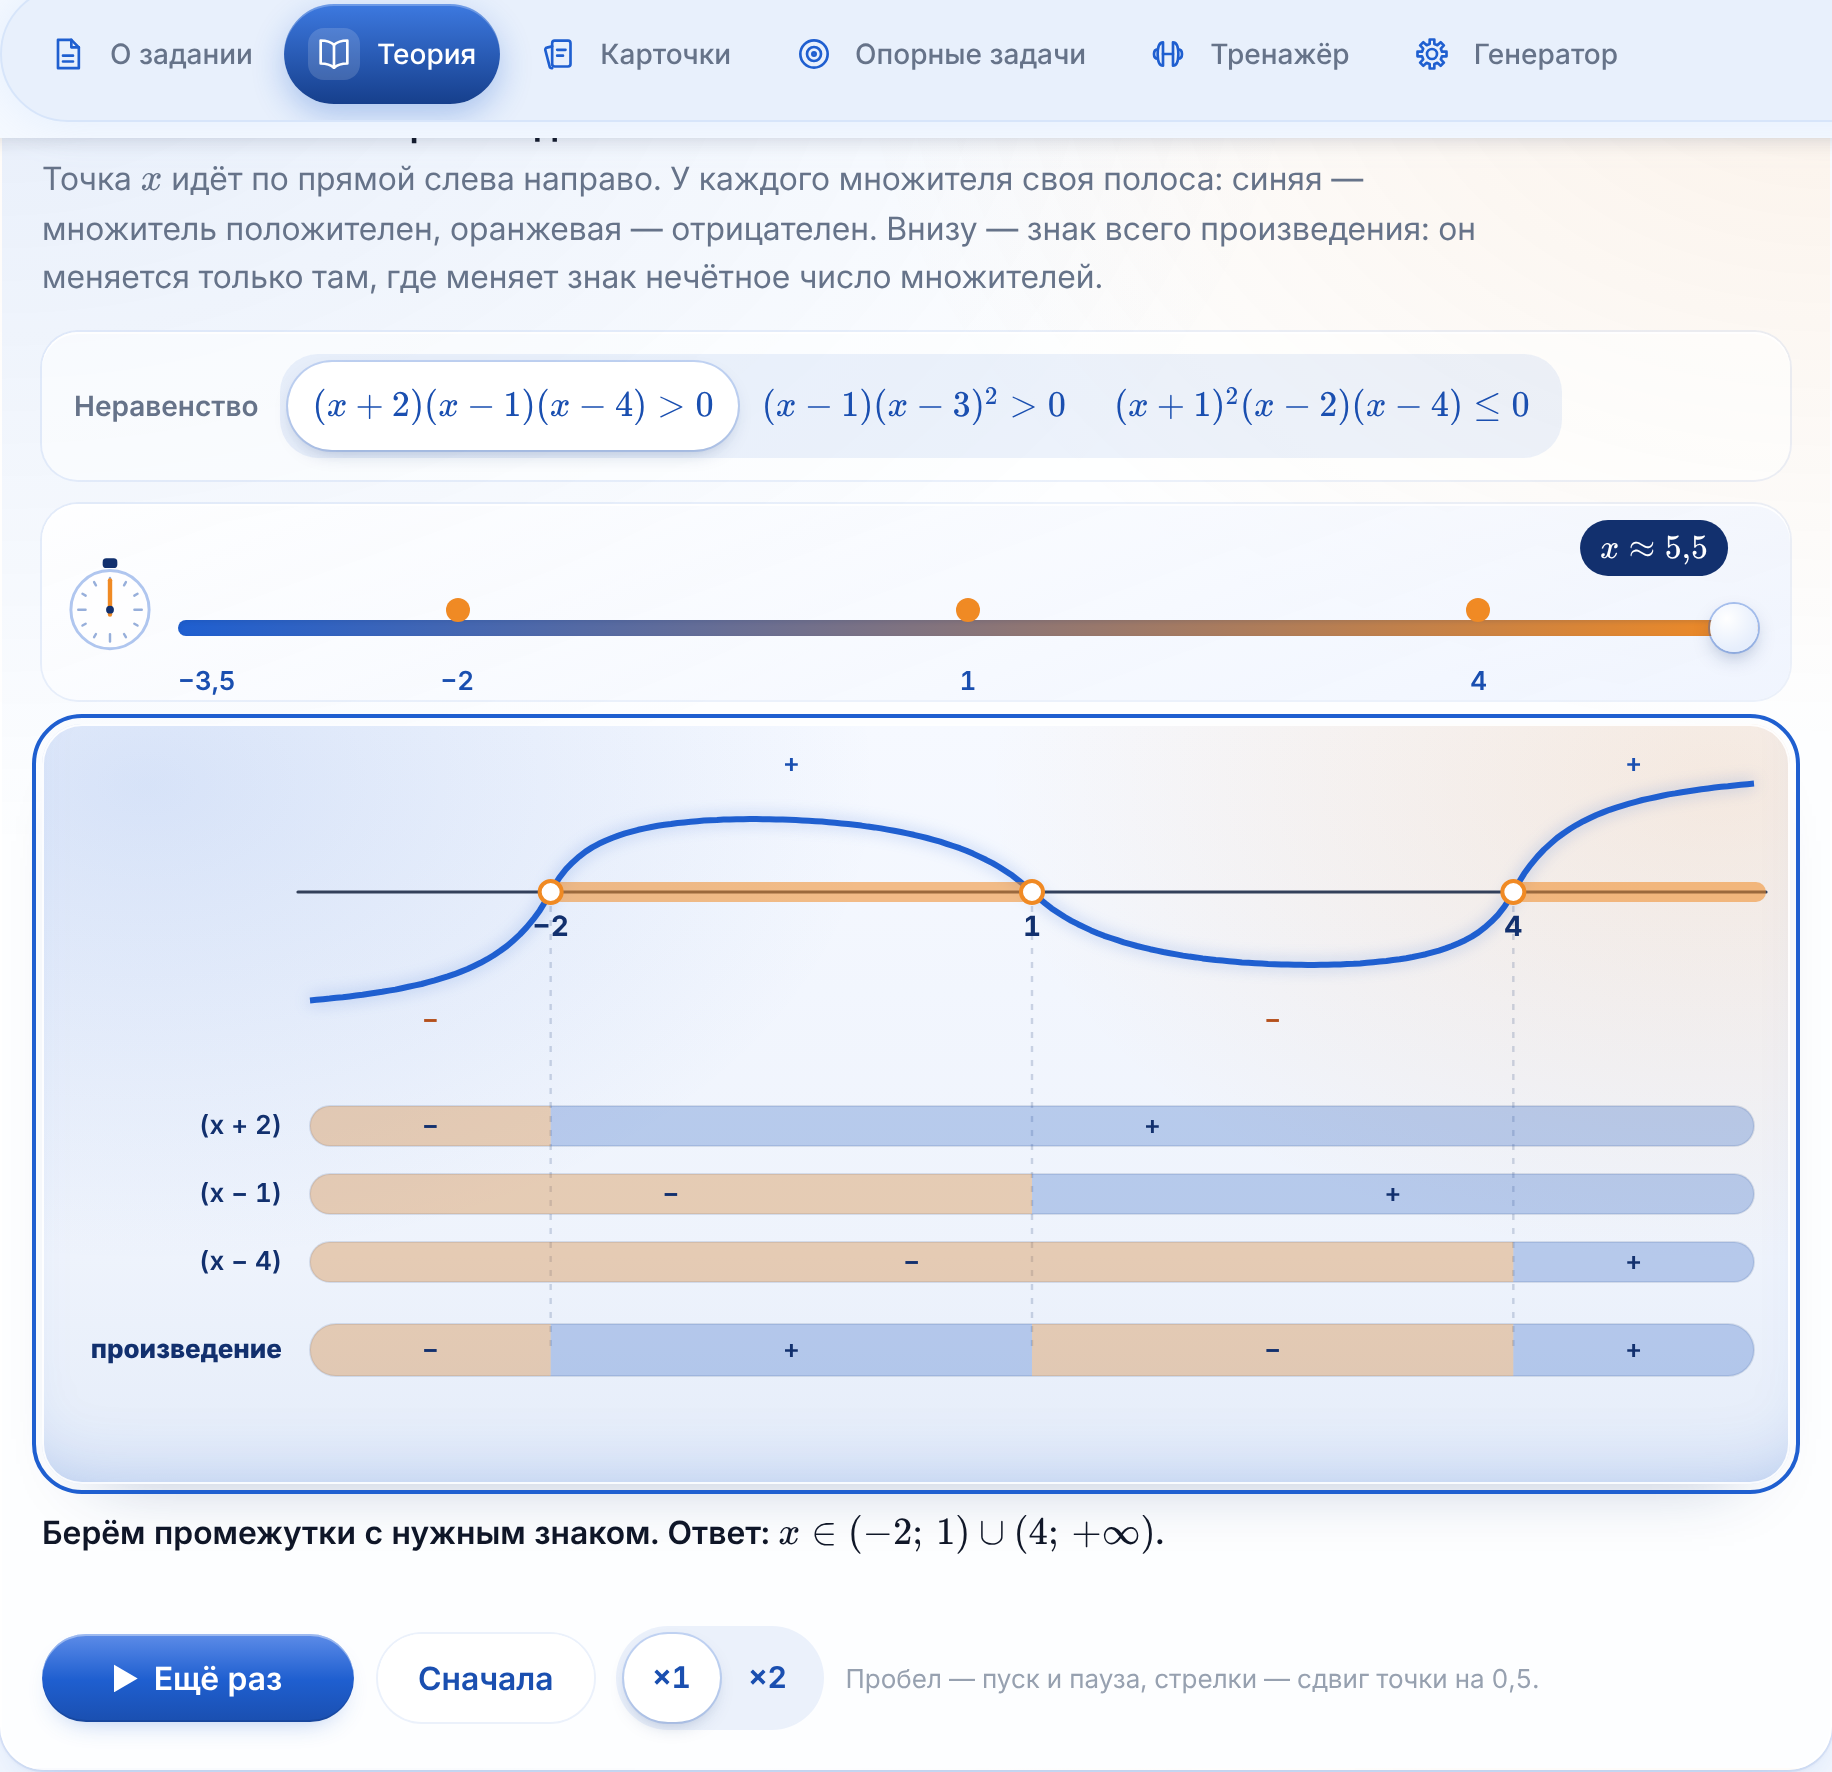 О задании Теория Карточки Опорные задачи Тренажёр Генератор
Точка x идёт по прямой слева направо. У каждого множителя своя полоса: синяя —
множитель положителен, оранжевая — отрицателен. Внизу — знак всего произведения: он
меняется только там, где меняет знак нечётное число множителей.
Неравенство (x + 2)(x − 1)(x − 4) > 0 (x − 1)(x − 3)² > 0 (x + 1)²(x − 2)(x − 4) ≤ 0
x ≈ 5,5
−3,5 −2 1 4
+ +
−2 1 4
− −
(x + 2) − +
(x − 1) − +
(x − 4) − +
произведение − + − +
Берём промежутки с нужным знаком. Ответ: x ∈ (−2; 1) ∪ (4; +∞).
Ещё раз Сначала ×1 ×2 Пробел — пуск и пауза, стрелки — сдвиг точки на 0,5.